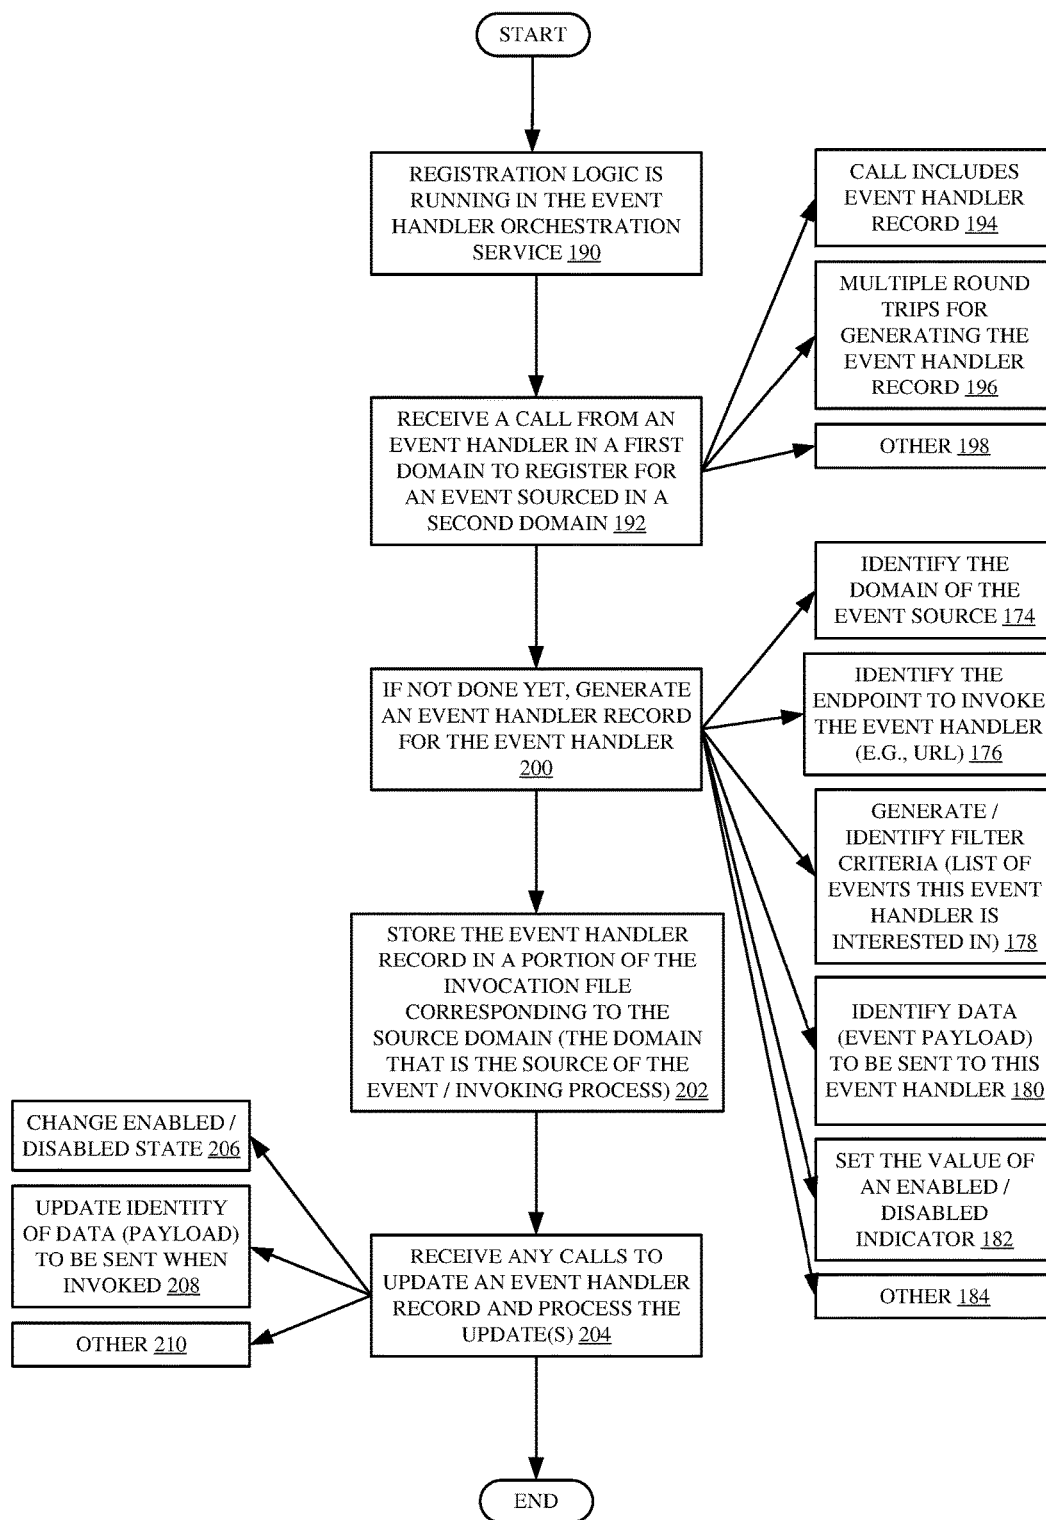 START
REGISTRATION LOGIC IS
RUNNING IN THE EVENT
HANDLER ORCHESTRATION
SERVICE 190
CALL INCLUDES
EVENT HANDLER
RECORD 194
MULTIPLE ROUND
TRIPS FOR
GENERATING THE
EVENT HANDLER
RECORD 196
RECEIVE A CALL FROM AN
EVENT HANDLER IN A FIRST
DOMAIN TO REGISTER FOR
AN EVENT SOURCED IN A
SECOND DOMAIN 192
OTHER 198
IDENTIFY THE
DOMAIN OF THE
EVENT SOURCE 174
IF NOT DONE YET, GENERATE
AN EVENT HANDLER RECORD
FOR THE EVENT HANDLER
200
IDENTIFY THE
ENDPOINT TO INVOKE
THE EVENT HANDLER
(E.G., URL) 176
GENERATE /
IDENTIFY FILTER
CRITERIA (LIST OF
EVENTS THIS EVENT
HANDLER IS
INTERESTED IN) 178
STORE THE EVENT HANDLER
RECORD IN A PORTION OF THE
INVOCATION FILE
CORRESPONDING TO THE
SOURCE DOMAIN (THE DOMAIN
THAT IS THE SOURCE OF THE
EVENT / INVOKING PROCESS) 202
IDENTIFY DATA
(EVENT PAYLOAD)
TO BE SENT TO THIS
EVENT HANDLER 180
SET THE VALUE OF
AN ENABLED /
DISABLED
INDICATOR 182
OTHER 184
CHANGE ENABLED /
DISABLED STATE 206
UPDATE IDENTITY
OF DATA (PAYLOAD)
TO BE SENT WHEN
INVOKED 208
OTHER 210
RECEIVE ANY CALLS TO
UPDATE AN EVENT HANDLER
RECORD AND PROCESS THE
UPDATE(S) 204
END